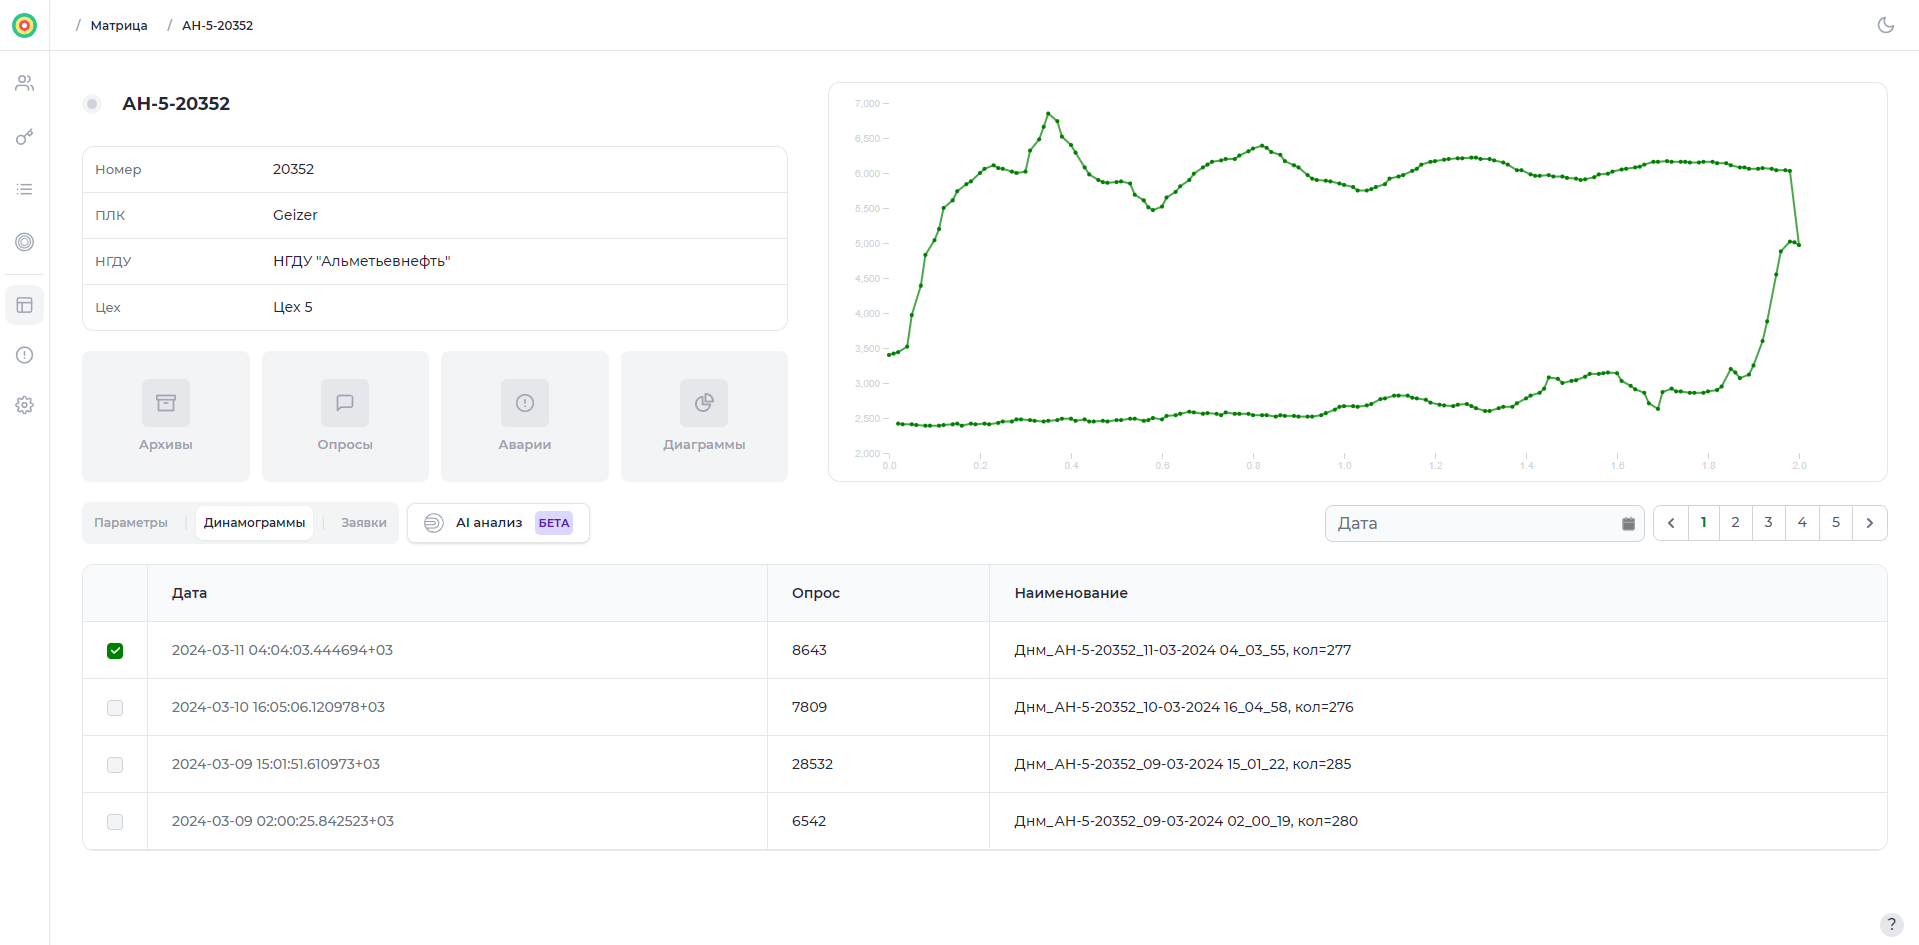 / Матрица / АН-5-20352
АН-5-20352
Номер 20352
ПЛК Geizer
НГДУ НГДУ "Альметьевнефть"
Цех Цех 5
Архивы Опросы Аварии Диаграммы
7,000
6,500
6,000
5,500
5,000
4,500
4,000
3,500
3,000
2,500
2,000
0.0 0.2 0.4 0.6 0.8 1.0 1.2 1.4 1.6 1.8 2.0
Параметры | Динамограммы | Заявки AI анализ БЕТА
Дата 1 2 3 4 5
Дата Опрос Наименование
2024-03-11 04:04:03.444694+03 8643 Днм_АН-5-20352_11-03-2024 04_03_55, кол=277
2024-03-10 16:05:06.120978+03 7809 Днм_АН-5-20352_10-03-2024 16_04_58, кол=276
2024-03-09 15:01:51.610973+03 28532 Днм_АН-5-20352_09-03-2024 15_01_22, кол=285
2024-03-09 02:00:25.842523+03 6542 Днм_АН-5-20352_09-03-2024 02_00_19, кол=280
?